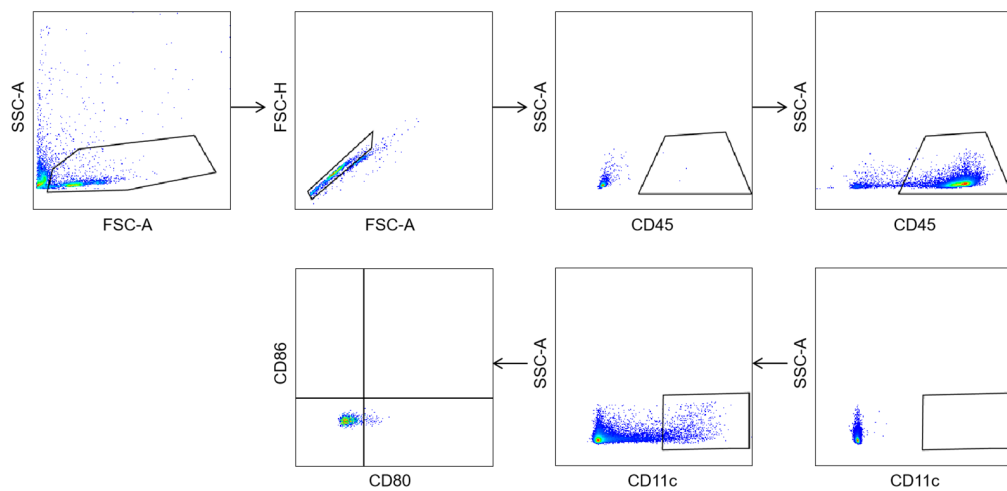 SSC-A
FSC-A
FSC-H
FSC-A
SSC-A
CD45
SSC-A
CD45
CD86
CD80
SSC-A
CD11c
SSC-A
CD11c